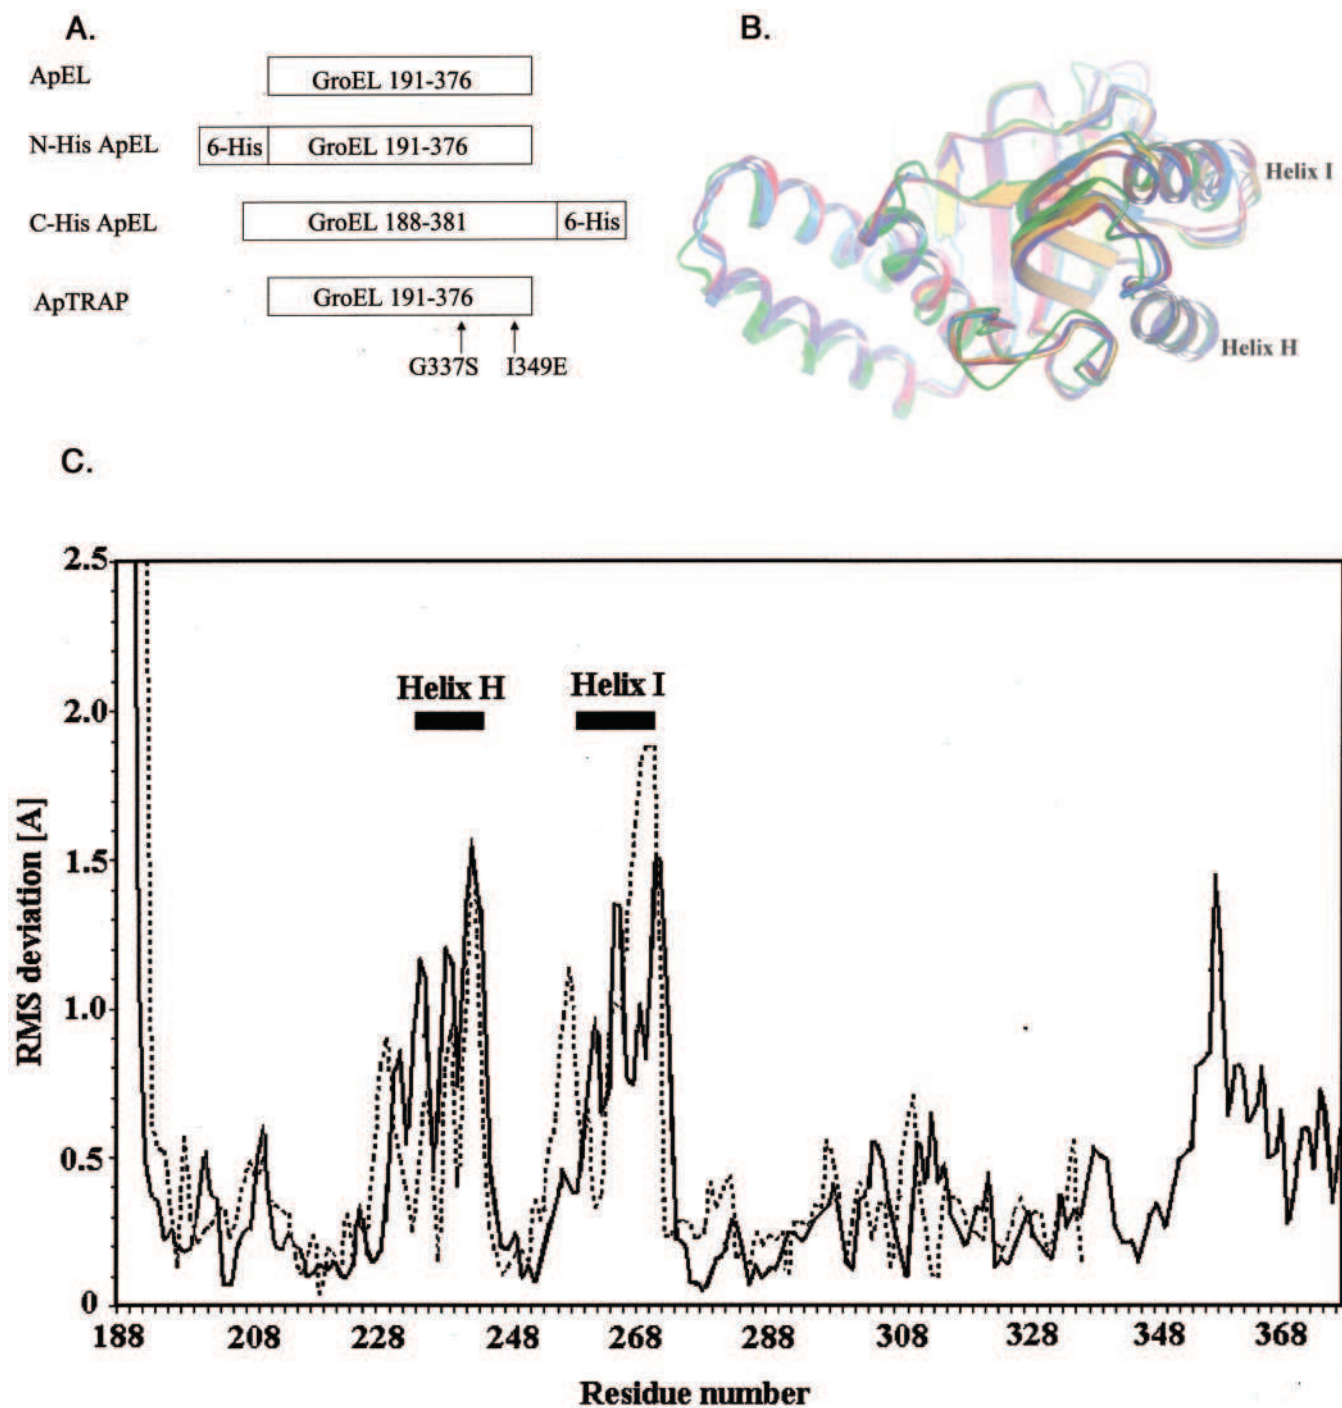 A.
ApEL
GroEL 191-376
N-His ApEL
6-His
GroEL 191-376
C-His ApEL
GroEL 188-381
6-His
ApTRAP
GroEL 191-376
G337S
I349E
B.
Helix I
Helix H
C.
2.5
2.0
1.5
1.0
0.5
0
RMS deviation [A]
Helix H
Helix I
188
208
228
248
268
288
308
328
348
368
Residue number